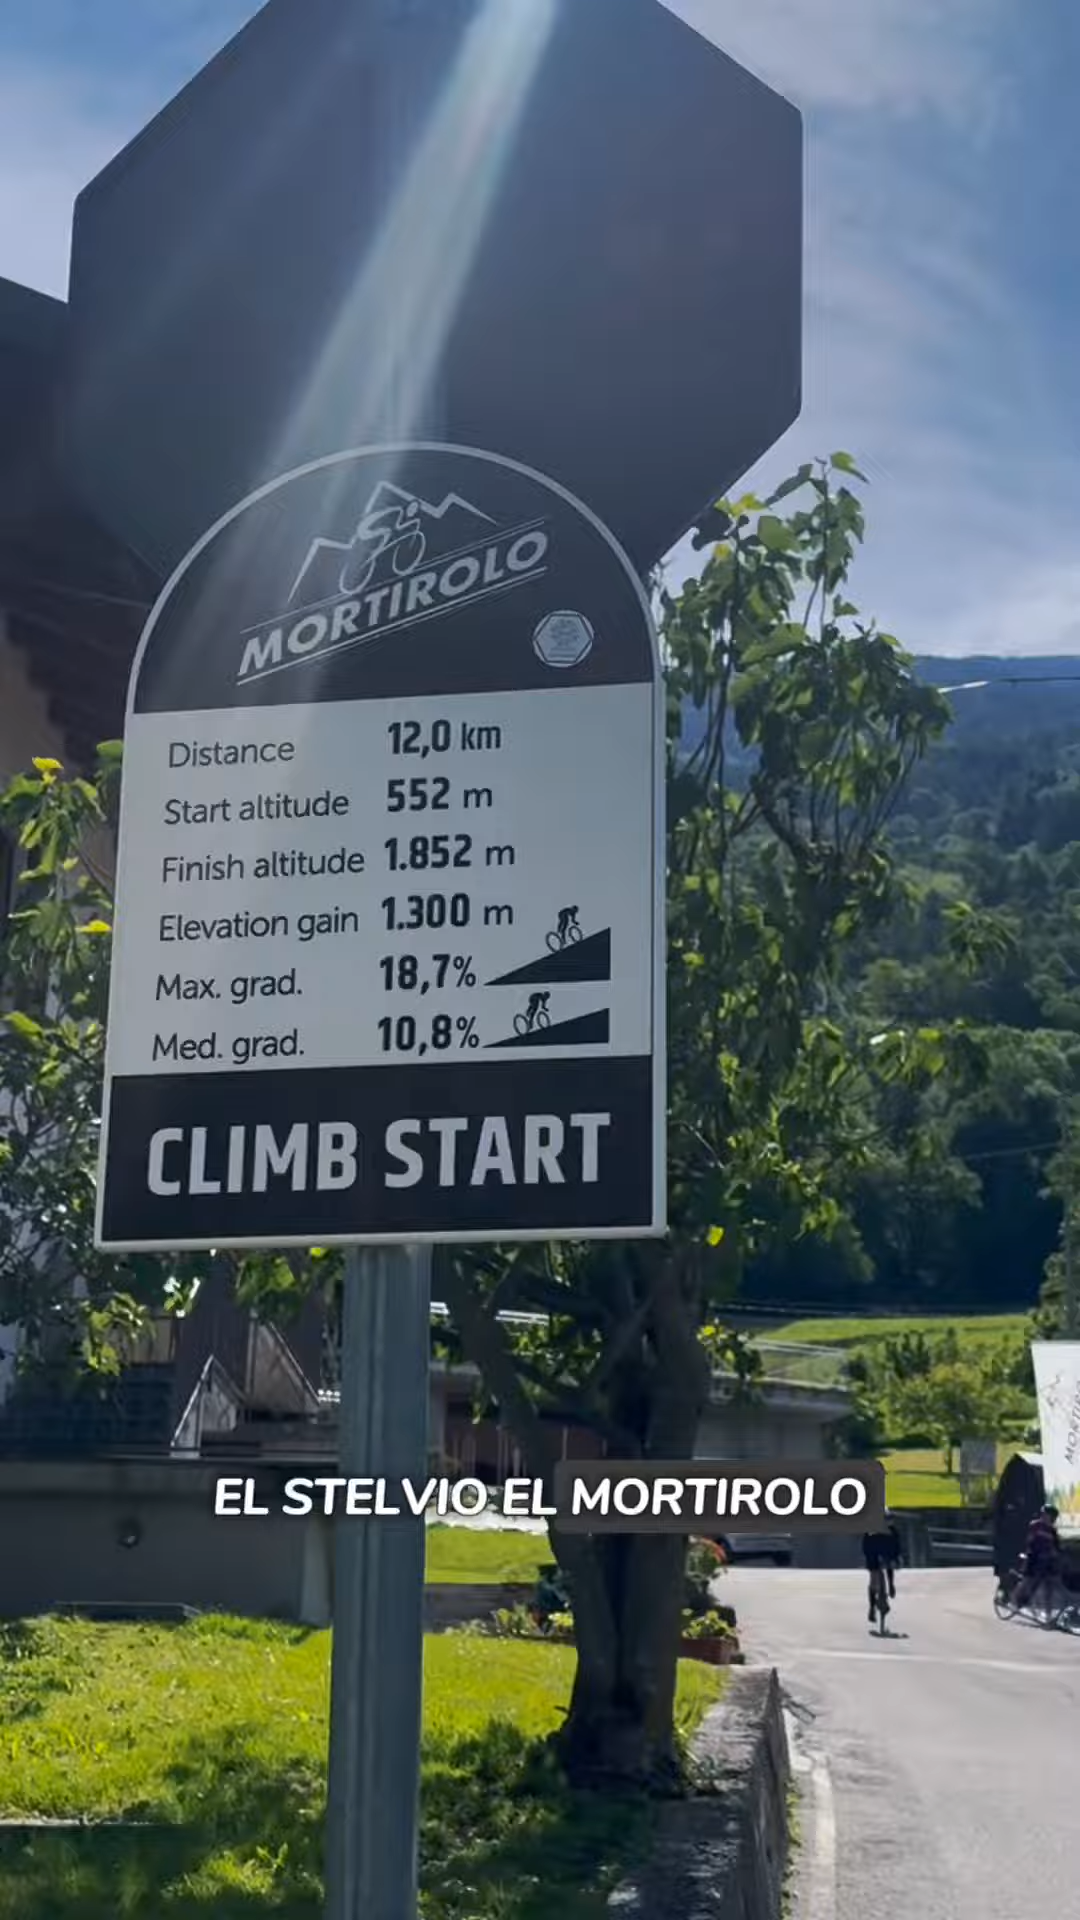 MORTIROLO
Distance 12,0 km
Start altitude 552 m
Finish altitude 1.852 m
Elevation gain 1.300 m
Max. grad. 18,7%
Med. grad. 10,8%
CLIMB START
EL STELVIO EL MORTIROLO